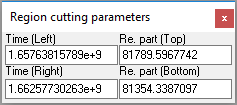 Region cutting parameters
Time (Left) Re. part (Top)
1.65763815789e+9 81789.5967742
Time (Right) Re. part (Bottom)
1.66257730263e+9 81354.3387097